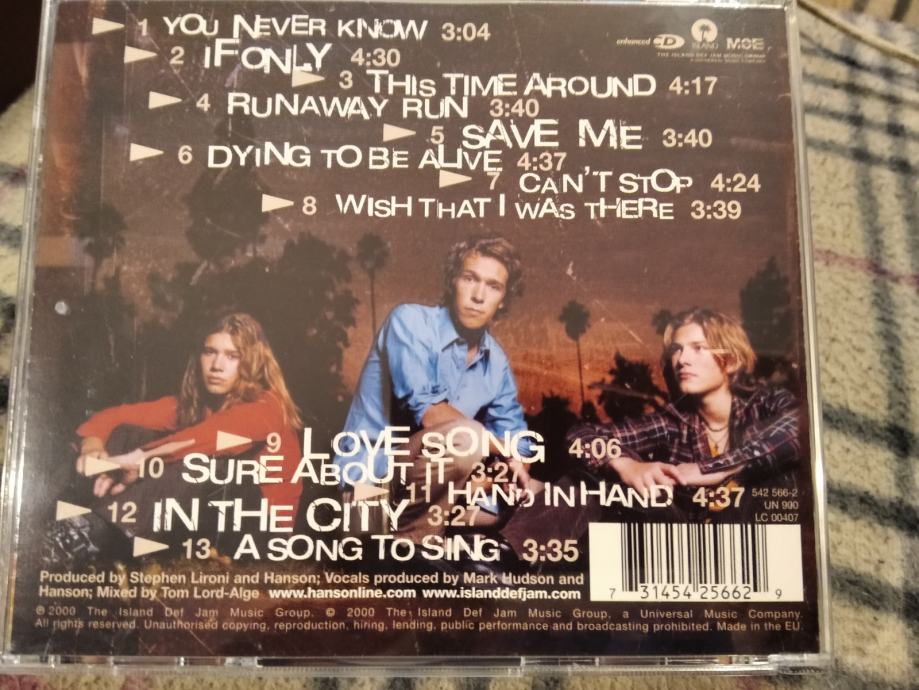 1 YOU NEVER KNOW 3:04
enhanced CD ISLAND MOE
THE ISLAND DEF JAM MUSIC GROUP
2 IF ONLY 4:30
3 THIS TIME AROUND 4:17
4 RUNAWAY RUN 3:40
5 SAVE ME 3:40
6 DYING TO BE ALIVE 4:37
7 CAN'T STOP 4:24
8 WISH THAT I WAS THERE 3:39
9 LOVE SONG 4:06
10 SURE ABOUT IT 3:27
11 HAND IN HAND 4:37
542 566-2
UN 990
LC 00407
12 IN THE CITY 3:27
13 A SONG TO SING 3:35
7 31454 25662 9
Produced by Stephen Lironi and Hanson; Vocals produced by Mark Hudson and
Hanson; Mixed by Tom Lord-Alge www.hansonline.com www.islanddefjam.com
℗ 2000 The Island Def Jam Music Group. © 2000 The Island Def Jam Music Group, a Universal Music Company.
All rights reserved. Unauthorised copying, reproduction, hiring, lending, public performance and broadcasting prohibited. Made in the EU.